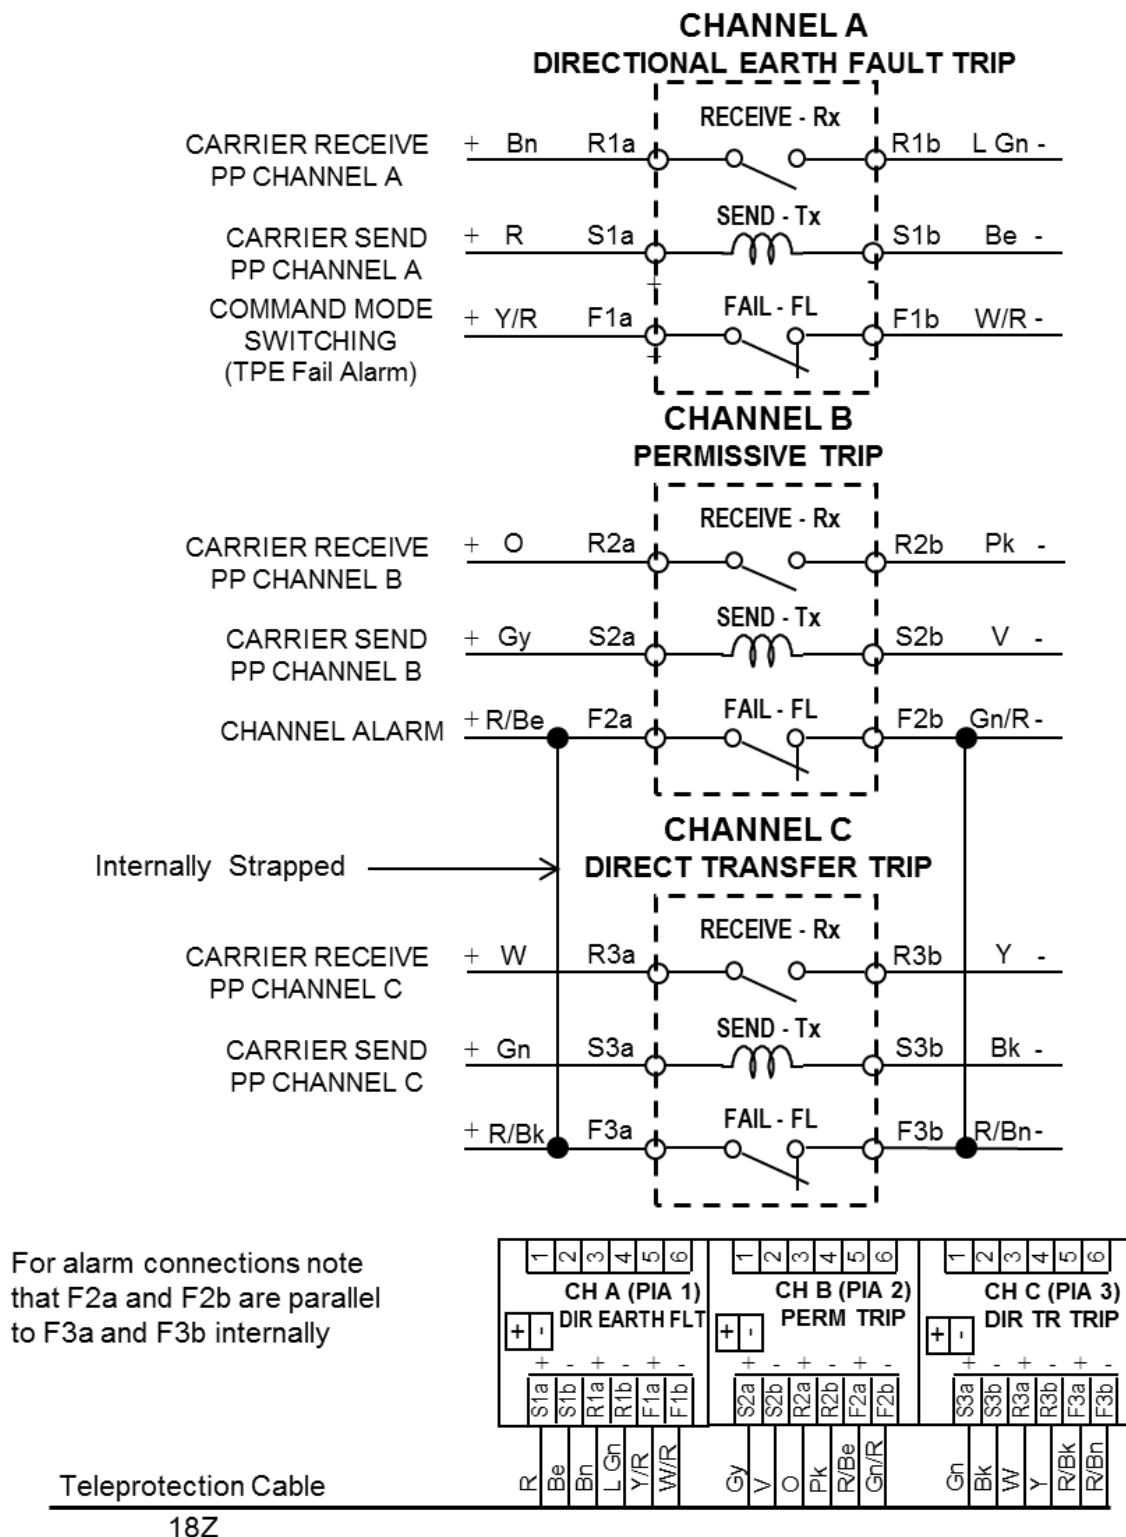 CHANNEL A
DIRECTIONAL EARTH FAULT TRIP
RECEIVE - Rx
CARRIER RECEIVE + Bn R1a R1b L Gn -
PP CHANNEL A
SEND - Tx
CARRIER SEND + R S1a S1b Be -
PP CHANNEL A
+ -
COMMAND MODE + Y/R F1a FAIL - FL F1b W/R -
SWITCHING
(TPE Fail Alarm)
+ -
CHANNEL B
PERMISSIVE TRIP
RECEIVE - Rx
CARRIER RECEIVE + O R2a R2b Pk -
PP CHANNEL B
SEND - Tx
CARRIER SEND + Gy S2a S2b V -
PP CHANNEL B
CHANNEL ALARM + R/Be F2a FAIL - FL F2b Gn/R -
CHANNEL C
Internally Strapped DIRECT TRANSFER TRIP
RECEIVE - Rx
CARRIER RECEIVE + W R3a R3b Y -
PP CHANNEL C
SEND - Tx
CARRIER SEND + Gn S3a S3b Bk -
PP CHANNEL C
+ R/Bk F3a FAIL - FL F3b R/Bn -
For alarm connections note
that F2a and F2b are parallel
to F3a and F3b internally
1 2 3 4 5 6
CH A (PIA 1)
DIR EARTH FLT
+ -
+ - + - + -
S1a S1b R1a R1b F1a F1b
R Be Bn L Gn Y/R W/R
1 2 3 4 5 6
CH B (PIA 2)
PERM TRIP
+ -
+ - + - + -
S2a S2b R2a R2b F2a F2b
Gy V O Pk R/Be Gn/R
1 2 3 4 5 6
CH C (PIA 3)
DIR TR TRIP
+ -
+ - + - + -
S3a S3b R3a R3b F3a F3b
Gn Bk W Y R/Bk R/Bn
Teleprotection Cable
18Z